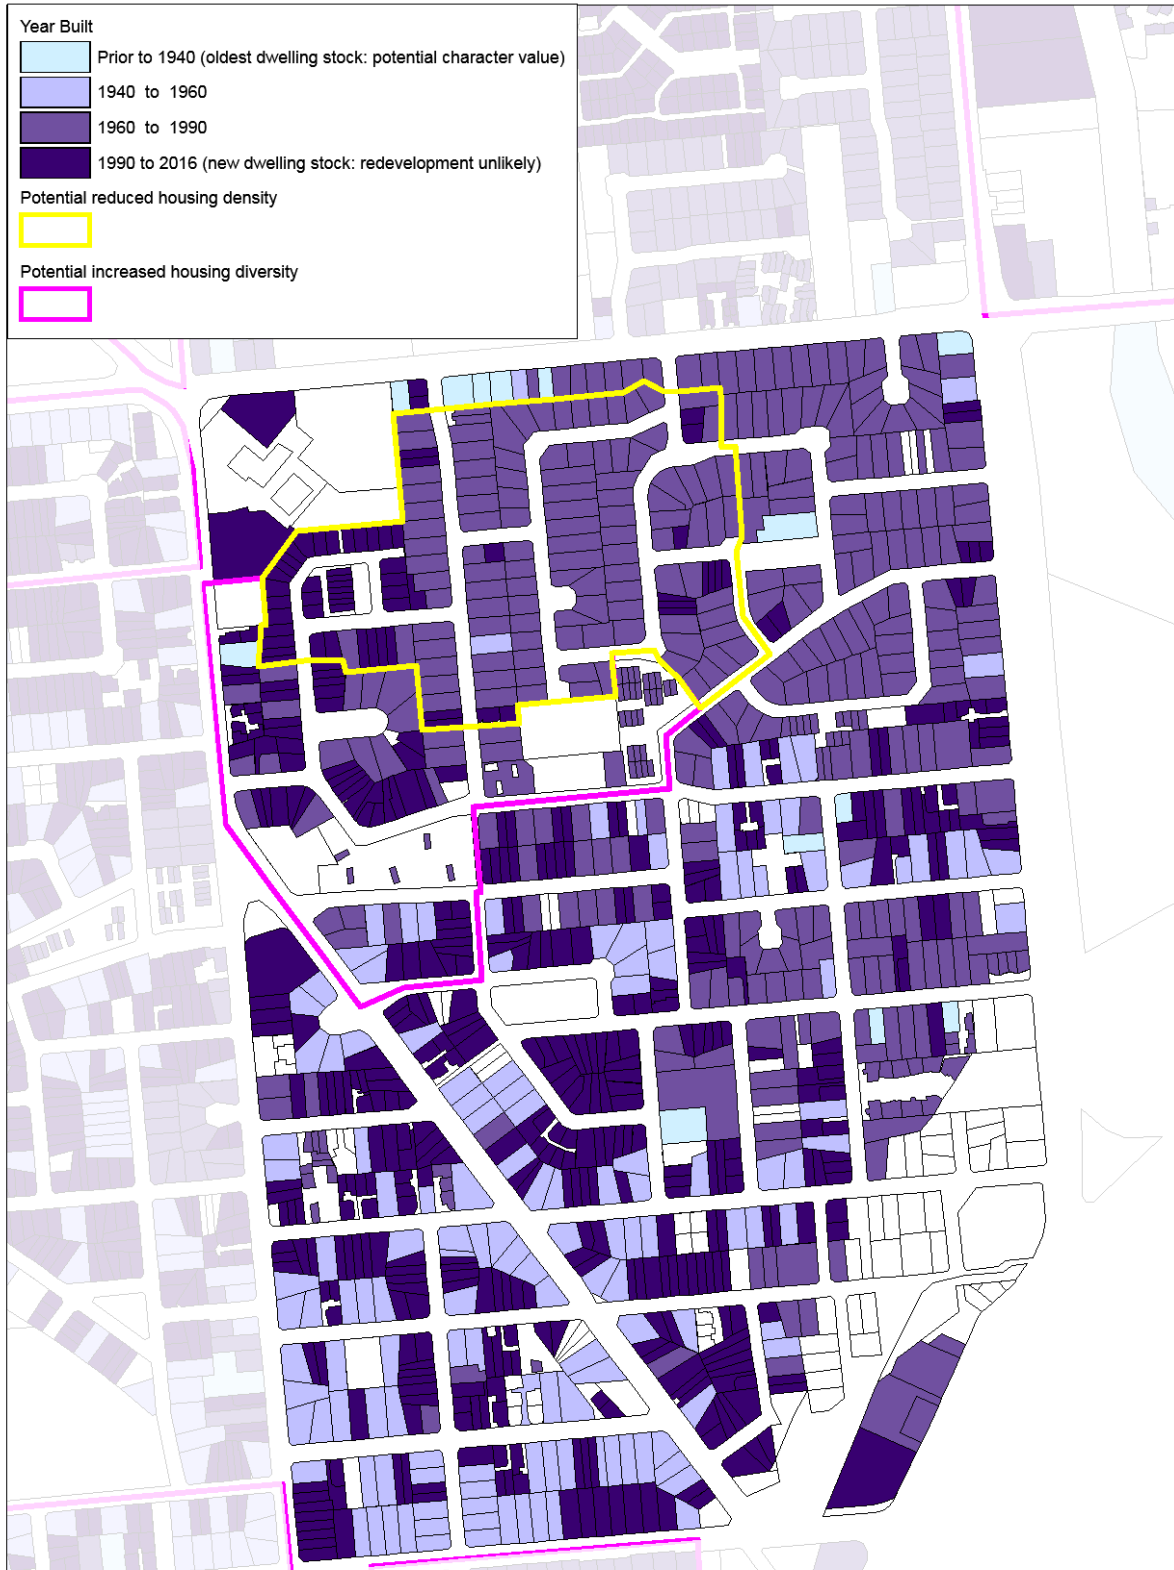 Year Built
Prior to 1940 (oldest dwelling stock: potential character value)
1940 to 1960
1960 to 1990
1990 to 2016 (new dwelling stock: redevelopment unlikely)
Potential reduced housing density
Potential increased housing diversity